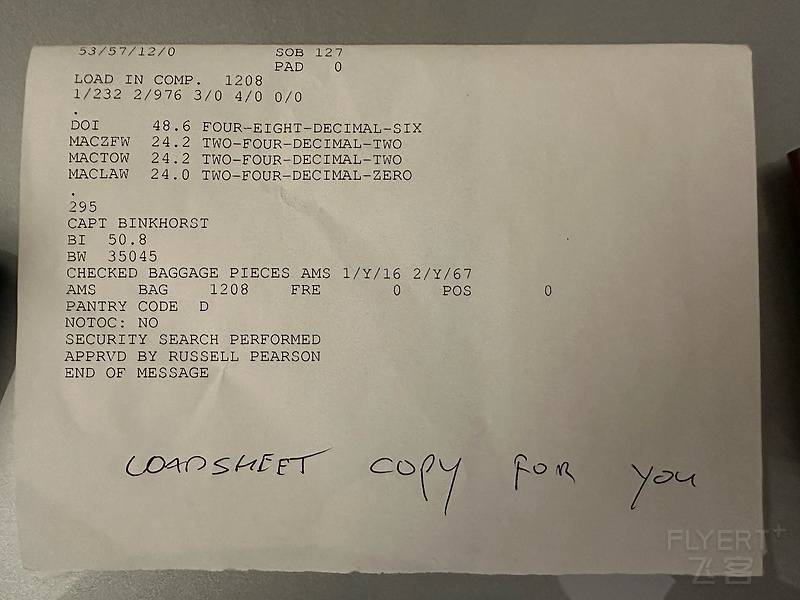 53/57/12/0 SOB 127
PAD 0
LOAD IN COMP. 1208
1/232 2/976 3/0 4/0 0/0
.
DOI 48.6 FOUR-EIGHT-DECIMAL-SIX
MACZFW 24.2 TWO-FOUR-DECIMAL-TWO
MACTOW 24.2 TWO-FOUR-DECIMAL-TWO
MACLAW 24.0 TWO-FOUR-DECIMAL-ZERO
.
295
CAPT BINKHORST
BI 50.8
BW 35045
CHECKED BAGGAGE PIECES AMS 1/Y/16 2/Y/67
AMS BAG 1208 FRE 0 POS 0
PANTRY CODE D
NOTOC: NO
SECURITY SEARCH PERFORMED
APPRVD BY RUSSELL PEARSON
END OF MESSAGE
LOADSHEET COPY FOR YOU
FLYERT+
飞客